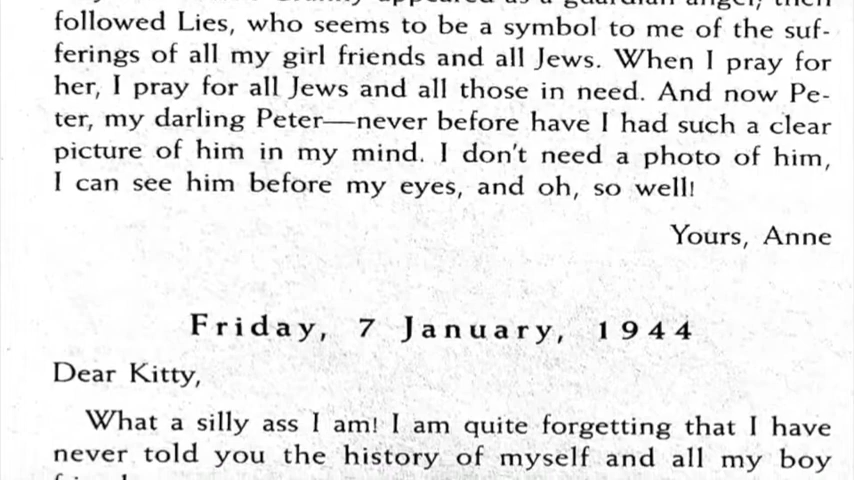 followed Lies, who seems to be a symbol to me of the suf-
ferings of all my girl friends and all Jews. When I pray for
her, I pray for all Jews and all those in need. And now Pe-
ter, my darling Peter—never before have I had such a clear
picture of him in my mind. I don't need a photo of him,
I can see him before my eyes, and oh, so well!
Yours, Anne
Friday, 7 January, 1944
Dear Kitty,
What a silly ass I am! I am quite forgetting that I have
never told you the history of myself and all my boy